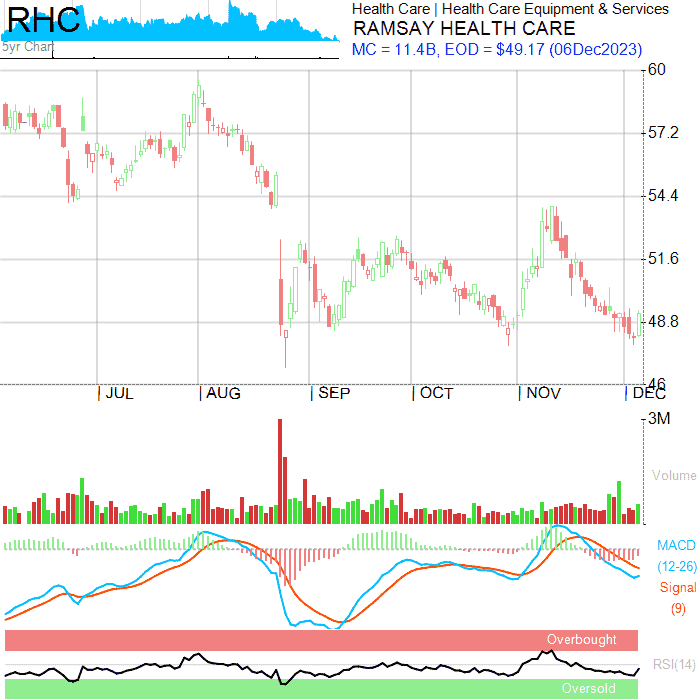 RHC
5yr Chart
Health Care | Health Care Equipment & Services
RAMSAY HEALTH CARE
MC = 11.4B, EOD = $49.17 (06Dec2023)
60
57.2
54.4
51.6
48.8
46
JUL AUG SEP OCT NOV DEC
3M
Volume
MACD
(12-26)
Signal
(9)
Overbought
RSI(14)
Oversold